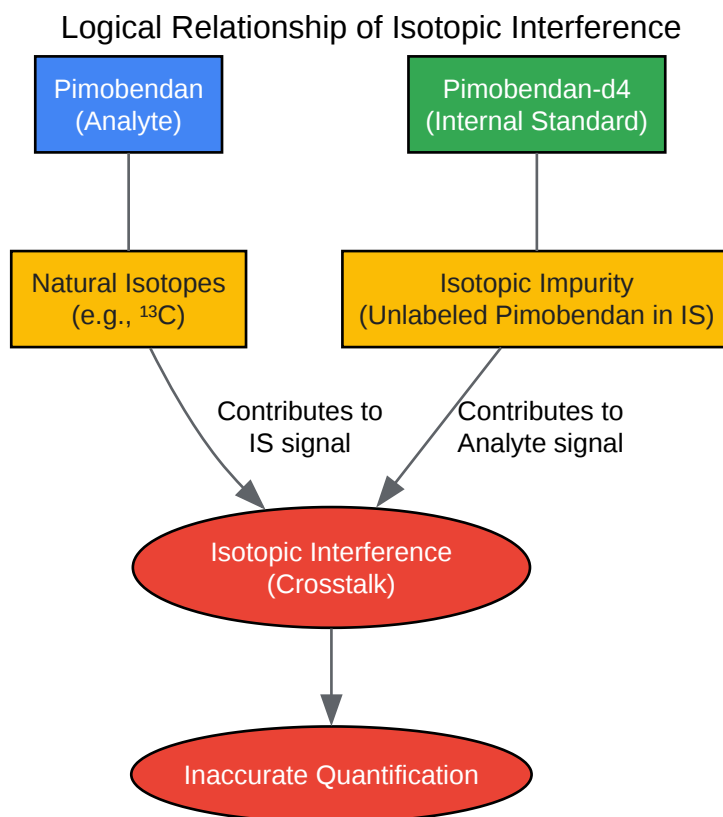 Logical Relationship of Isotopic Interference
Pimobendan
(Analyte)
Pimobendan-d4
(Internal Standard)
Natural Isotopes
(e.g., ¹³C)
Isotopic Impurity
(Unlabeled Pimobendan in IS)
Contributes to
IS signal
Contributes to
Analyte signal
Isotopic Interference
(Crosstalk)
Inaccurate Quantification